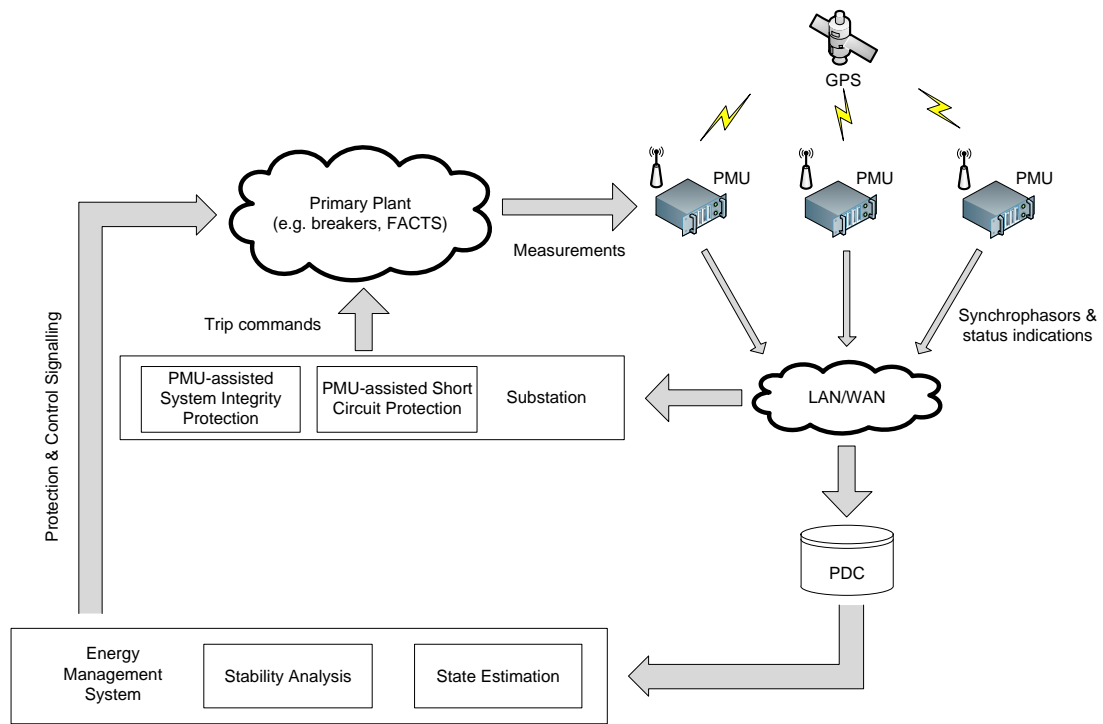 GPS
PMU
PMU
PMU
Primary Plant
(e.g. breakers, FACTS)
Measurements
Synchrophasors &
status indications
Trip commands
PMU-assisted
System Integrity
Protection
PMU-assisted Short
Circuit Protection
Substation
LAN/WAN
Protection & Control Signalling
PDC
Energy
Management
System
Stability Analysis
State Estimation